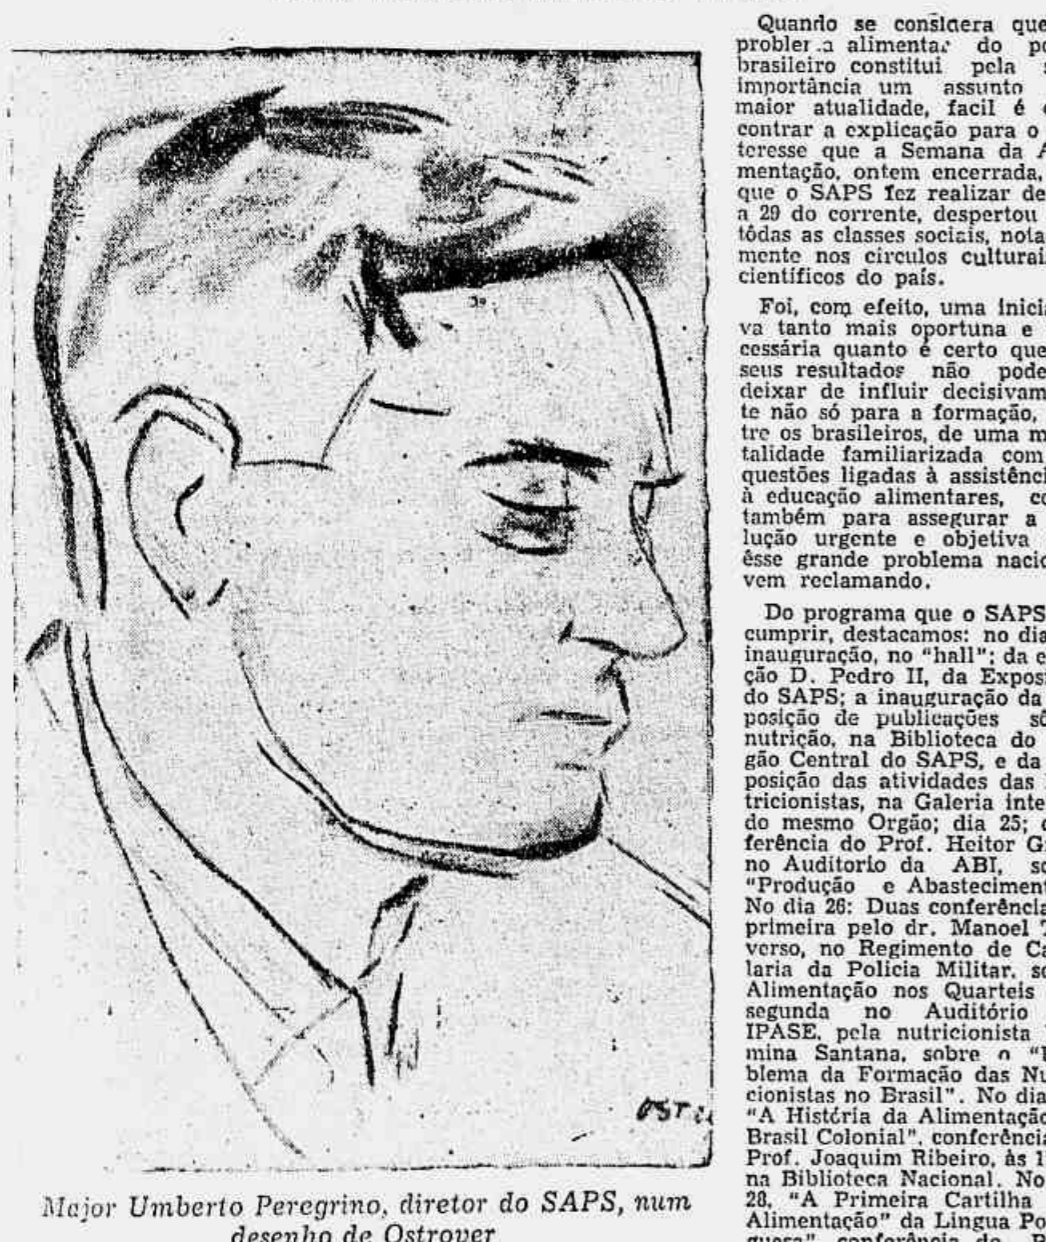 Quando se considera que
alimentar do
brasileiro constitui pela
importância um assunto
maior atualidade, facil é
contrar a explicação para o
teresse que a Semana da
mentação, ontem encerrada,
que o SAPS fez realizar de
a 29 do corrente, despertou
tôdas as classes sociais, nota
mente nos circulos culturais
científicos do país.
Foi, com efeito, uma inicia
va tanto mais oportuna e
cessária quanto é certo que
seus resultados não pode
deixar de influir decisivam
te não só para a formação,
tre os brasileiros, de uma m
talidade familiarizada com
questões ligadas à assistênci
à educação alimentares, co
também para assegurar a
lução urgente e objetiva
êsse grande problema nacio
vem reclamando.
Do programa que o SAPS
cumprir, destacamos: no dia
inauguração, no "hall"; da e
ção D. Pedro II, da Exposi
do SAPS; a inauguração da
posição de publicações sô
nutrição, na Biblioteca do
gão Central do SAPS, e da
posição das atividades das
tricionistas, na Galeria inte
do mesmo Orgão; dia 25; c
ferência do Prof. Heitor G
no Auditorio da ABI, so
"Produção e Abasteciment
No dia 26: Duas conferência
primeira pelo dr. Manoel
verso, no Regimento de Ca
laria da Policia Militar. so
Alimentação nos Quarteis
segunda no Auditório
IPASE, pela nutricionista
mina Santana, sobre o
blema da Formação das Nu
cionistas no Brasil". No dia
"A História da Alimentação
Brasil Colonial", conferência
Prof. Joaquim Ribeiro, às 1
na Biblioteca Nacional. No
28, "A Primeira Cartilha
Alimentação" da Lingua Po
guesa", conferência do
OST
Major Umberto Peregrino, diretor do SAPS, num
desenho de Ostrover